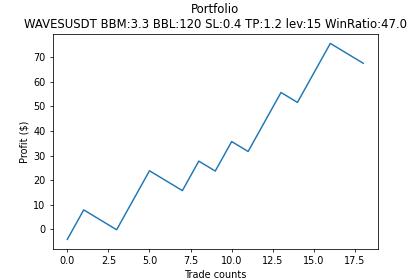 Portfolio
WAVESUSDT BBM:3.3 BBL:120 SL:0.4 TP:1.2 lev:15 WinRatio:47.0
Profit ($)
70
60
50
40
30
20
10
0
0.0 2.5 5.0 7.5 10.0 12.5 15.0 17.5
Trade counts